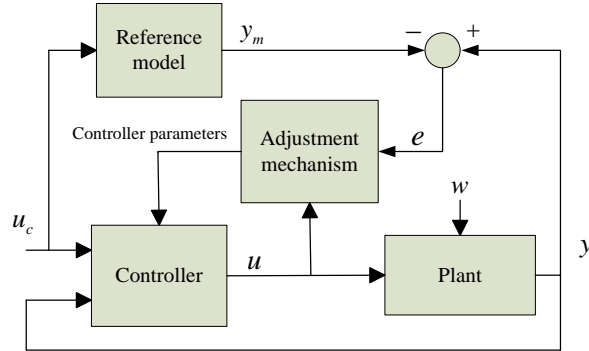 Reference
model
y_m
−
+
Controller parameters
Adjustment
mechanism
e
w
u_c
y
Controller
u
Plant